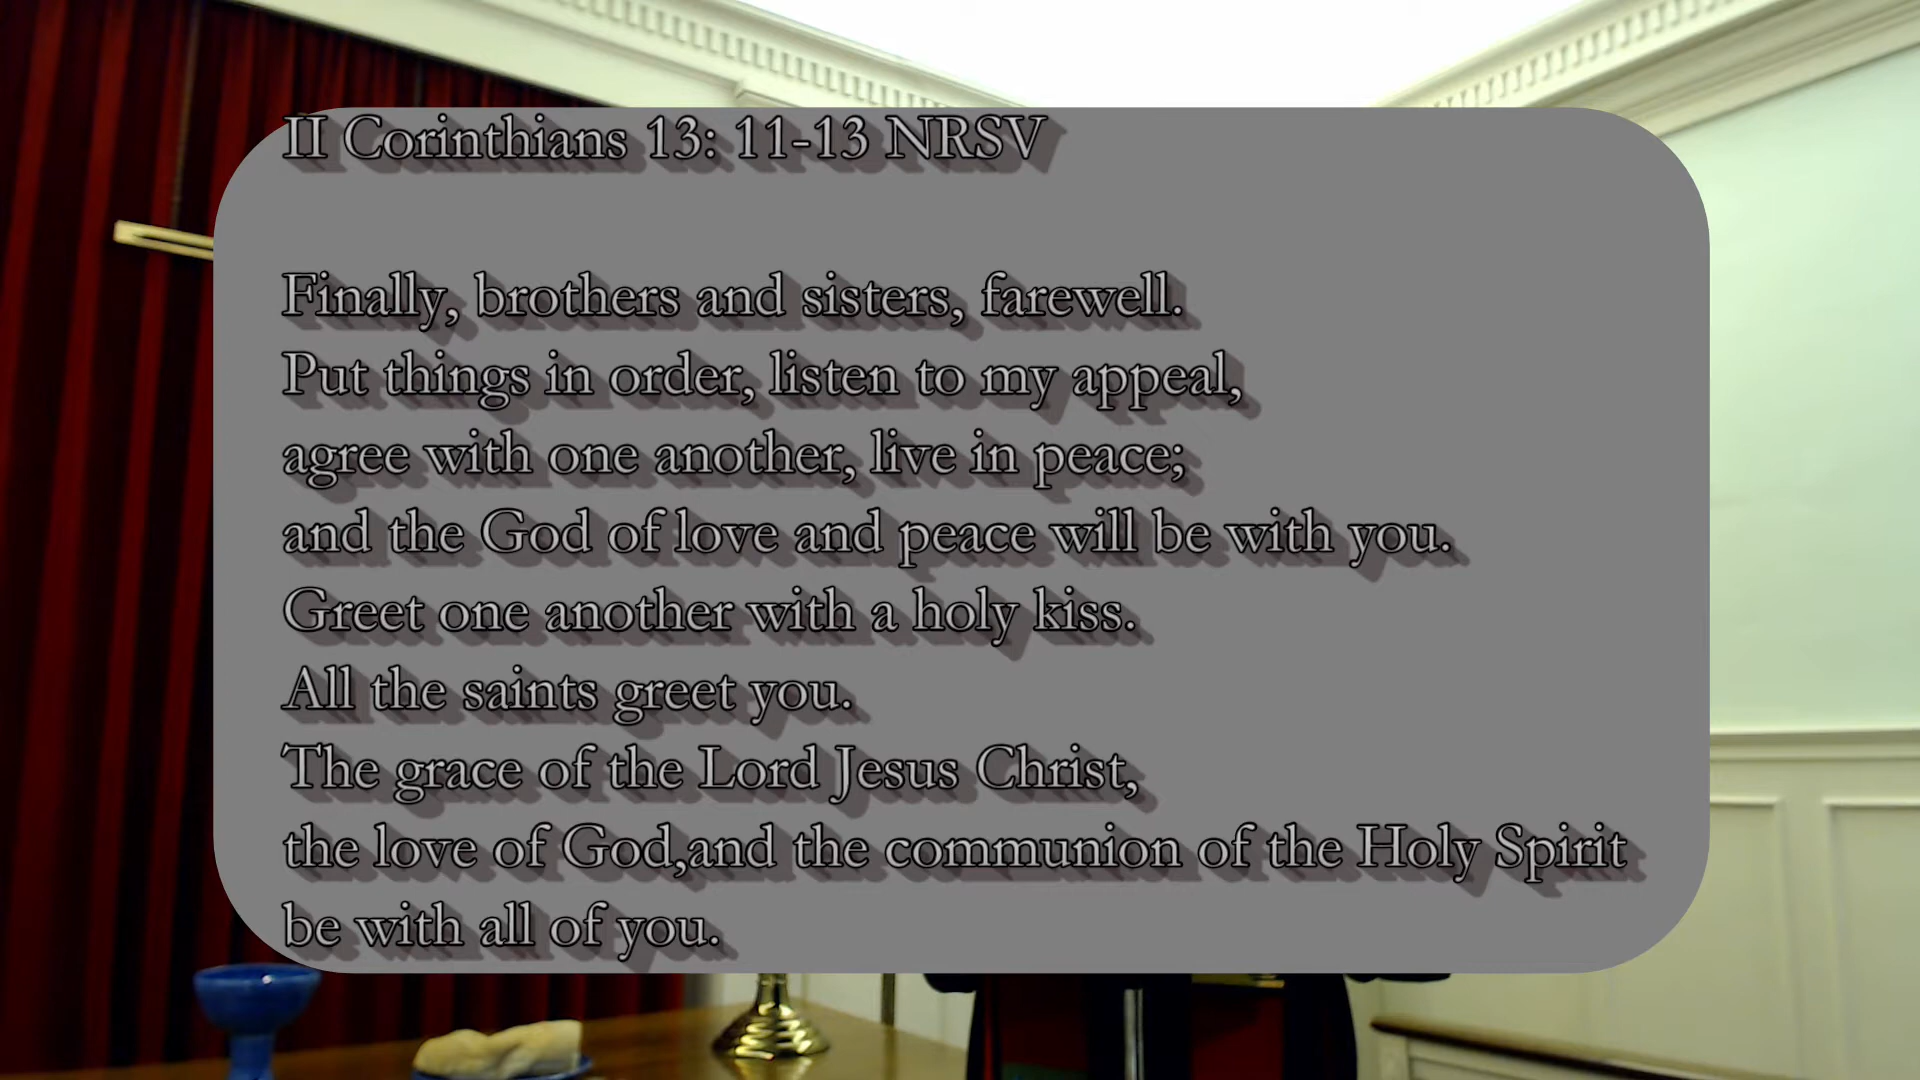 II Corinthians 13: 11-13 NRSV
Finally, brothers and sisters, farewell.
Put things in order, listen to my appeal,
agree with one another, live in peace;
and the God of love and peace will be with you.
Greet one another with a holy kiss.
All the saints greet you.
The grace of the Lord Jesus Christ,
the love of God,and the communion of the Holy Spirit
be with all of you.